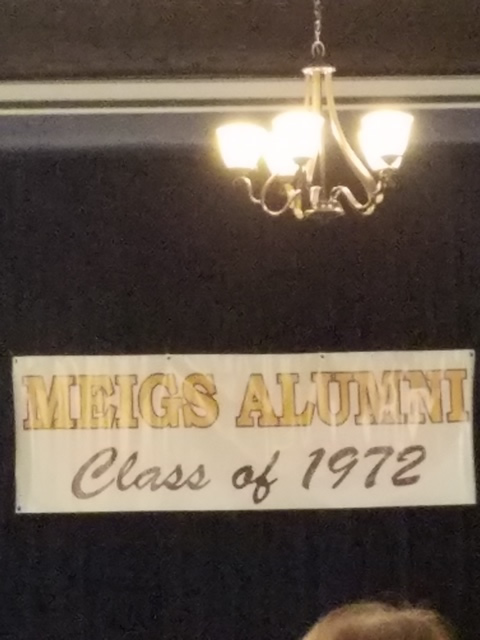 MEIGS ALUMNI
Class of 1972